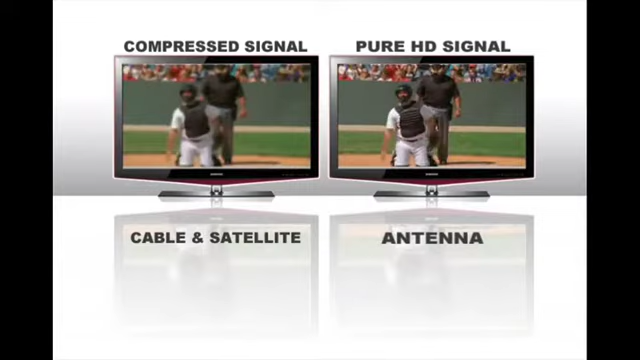 COMPRESSED SIGNAL
PURE HD SIGNAL
CABLE & SATELLITE
ANTENNA